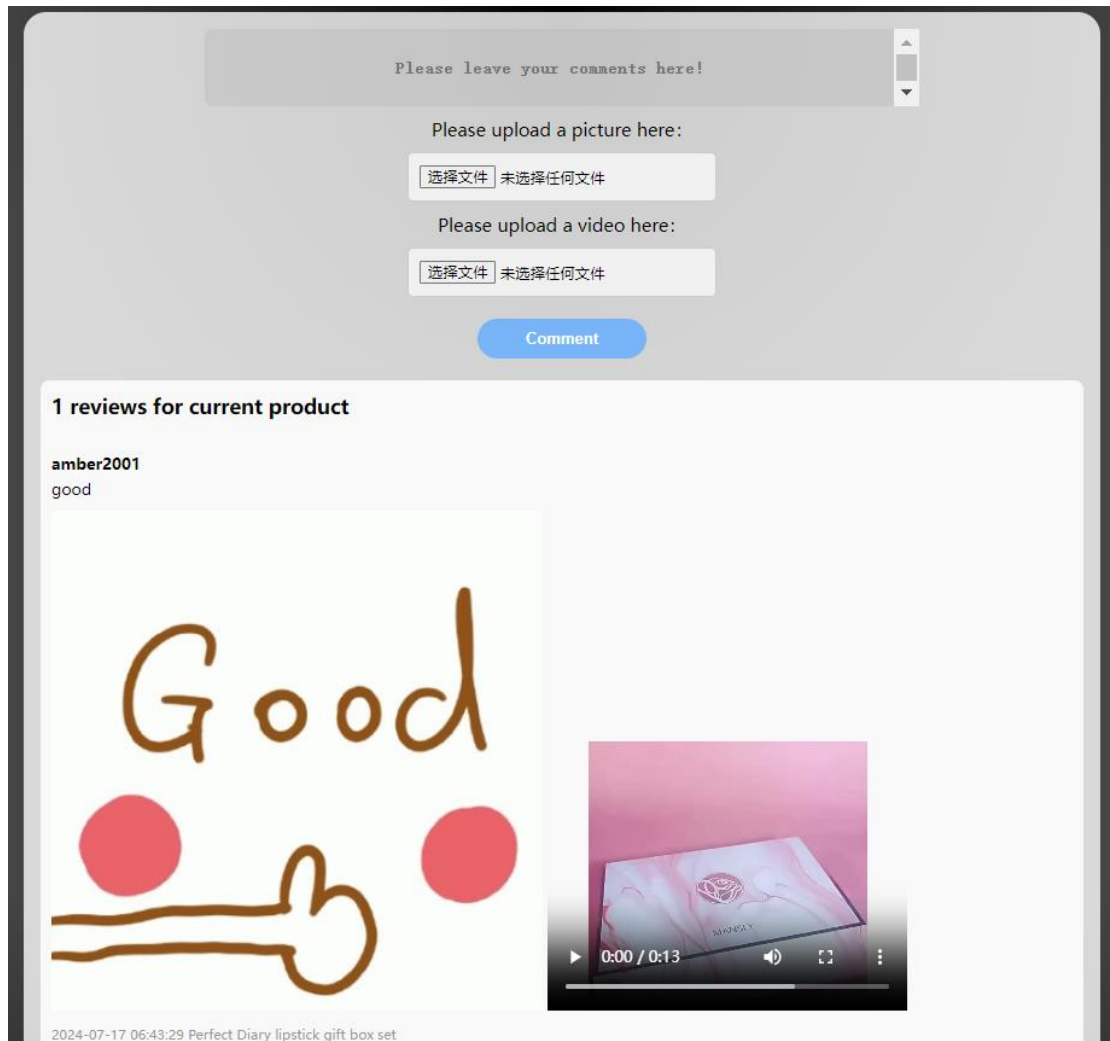 Please leave your comments here!
Please upload a picture here:
选择文件 未选择任何文件
Please upload a video here:
选择文件 未选择任何文件
Comment
1 reviews for current product
amber2001
good
Good
0:00 / 0:13
2024-07-17 06:43:29 Perfect Diary lipstick gift box set